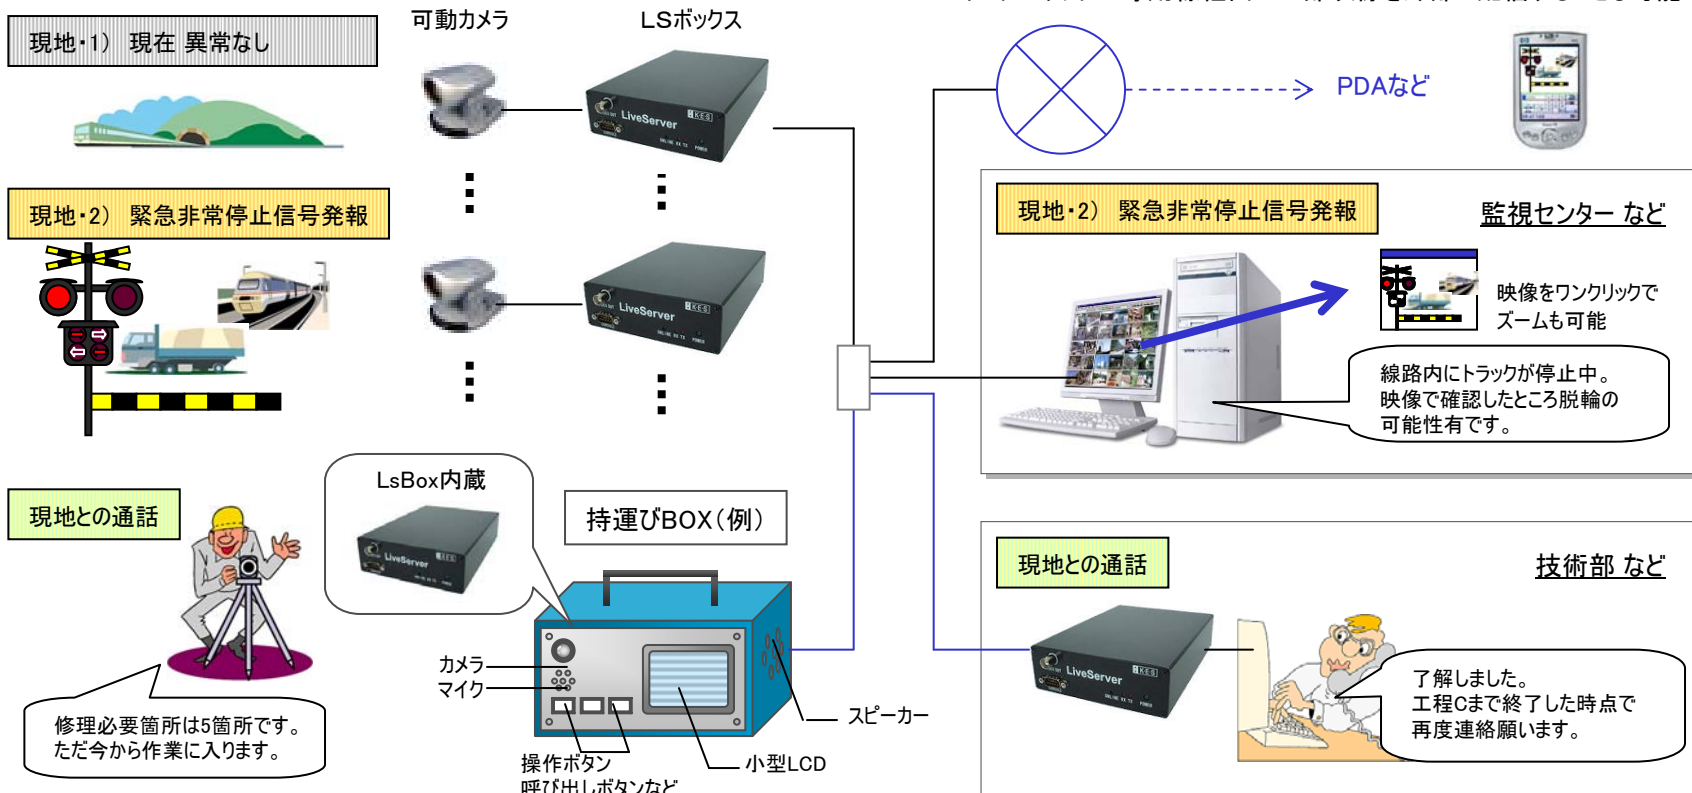 可動カメラ
LSボックス
現地・1) 現在 異常なし
LiveServer
PDAなど
現地・2) 緊急非常停止信号発報
LiveServer
現地・2) 緊急非常停止信号発報
監視センター など
映像をワンクリックで
ズームも可能
線路内にトラックが停止中。
映像で確認したところ脱輪の
可能性有です。
現地との通話
LsBox内蔵
LiveServer
持運びBOX(例)
カメラ
マイク
スピーカー
小型LCD
操作ボタン
呼び出しボタンなど
修理必要箇所は5箇所です。
ただ今から作業に入ります。
現地との通話
技術部 など
LiveServer
了解しました。
工程Cまで終了した時点で
再度連絡願います。